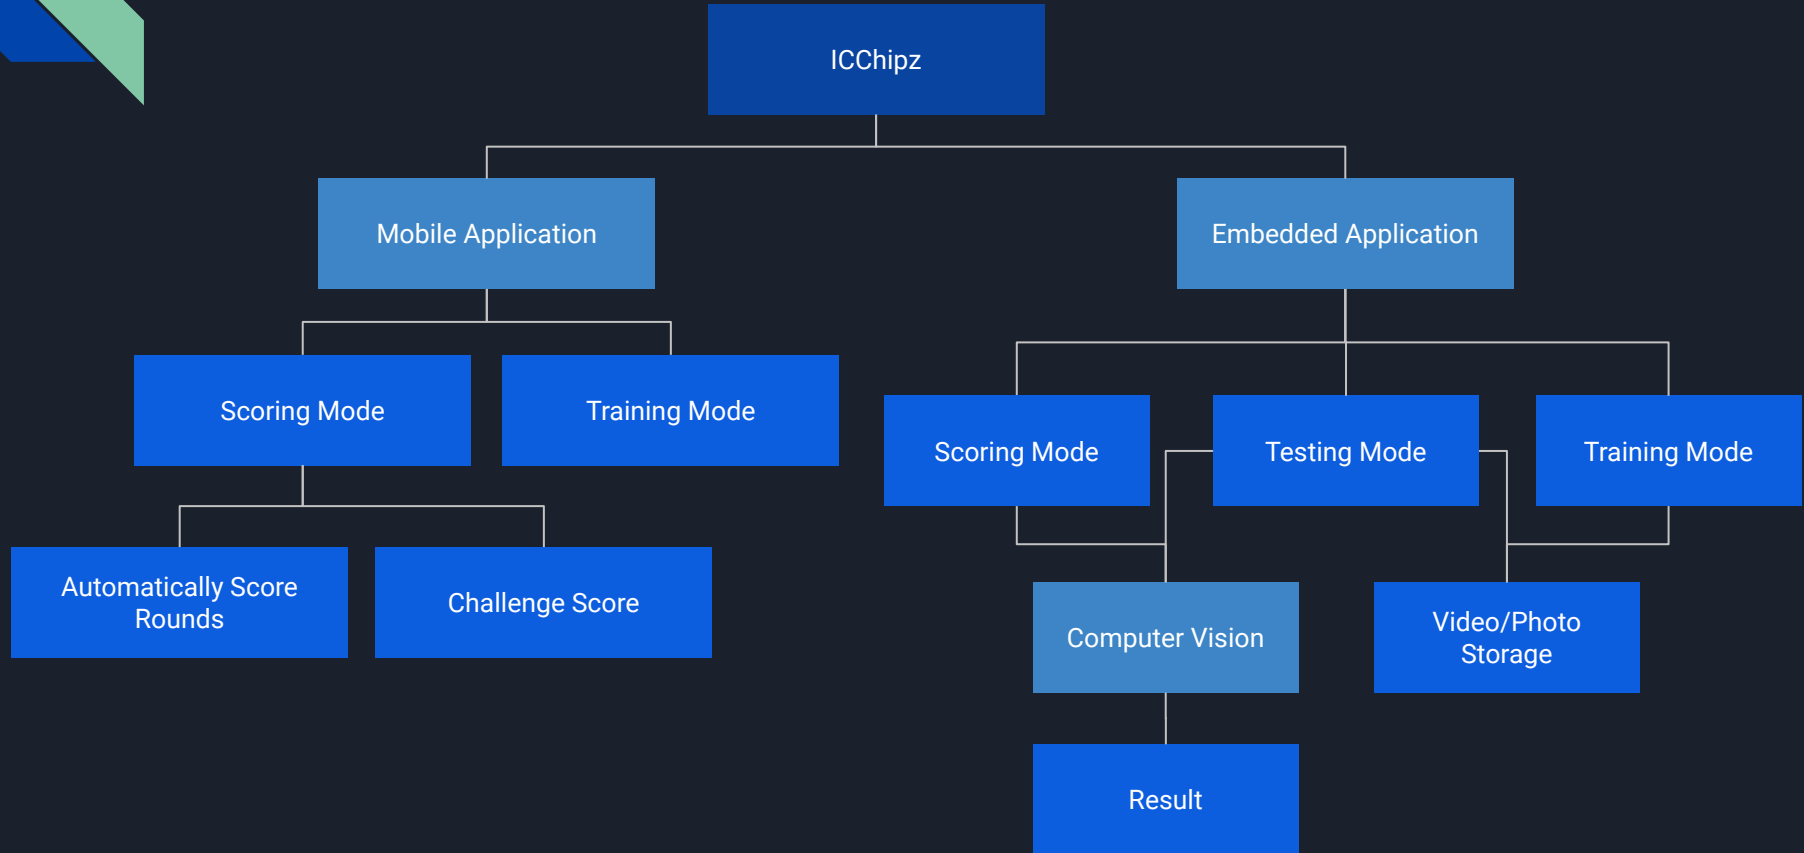 ICChipz
Mobile Application
Embedded Application
Scoring Mode
Training Mode
Scoring Mode
Testing Mode
Training Mode
Automatically Score
Rounds
Challenge Score
Computer Vision
Video/Photo
Storage
Result